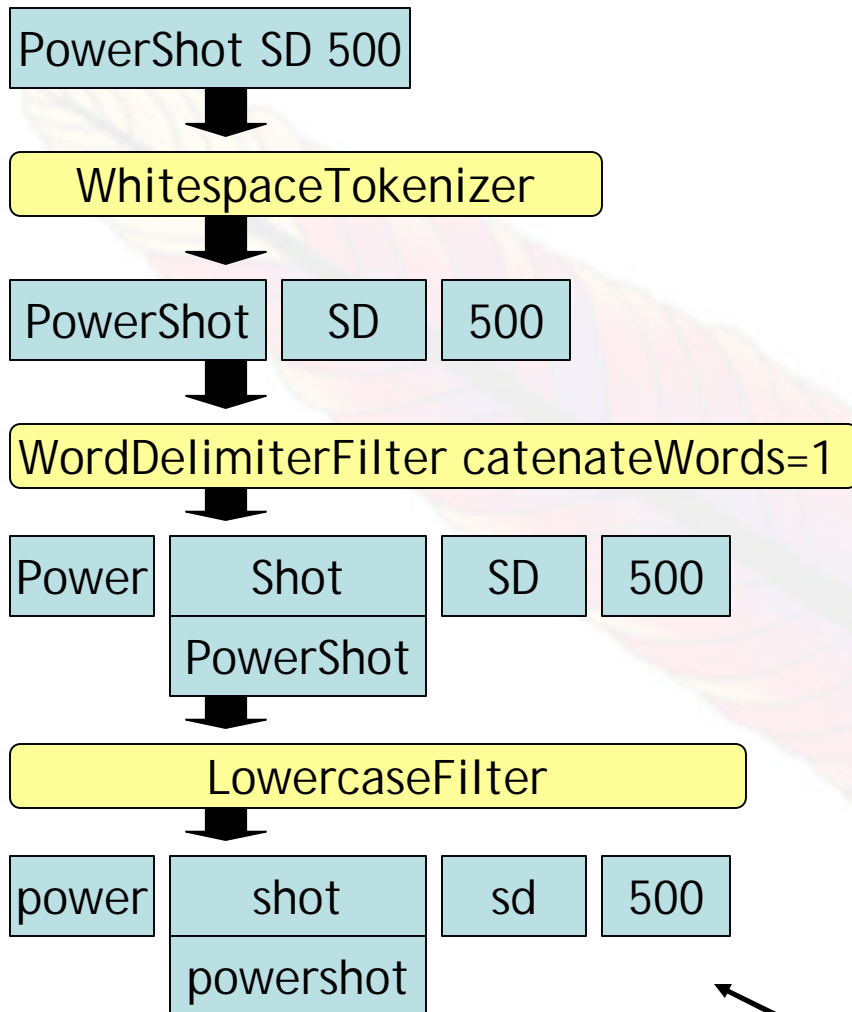 PowerShot SD 500
WhitespaceTokenizer
PowerShot SD 500
WordDelimiterFilter catenateWords=1
Power Shot SD 500
PowerShot
LowercaseFilter
power shot sd 500
powershot